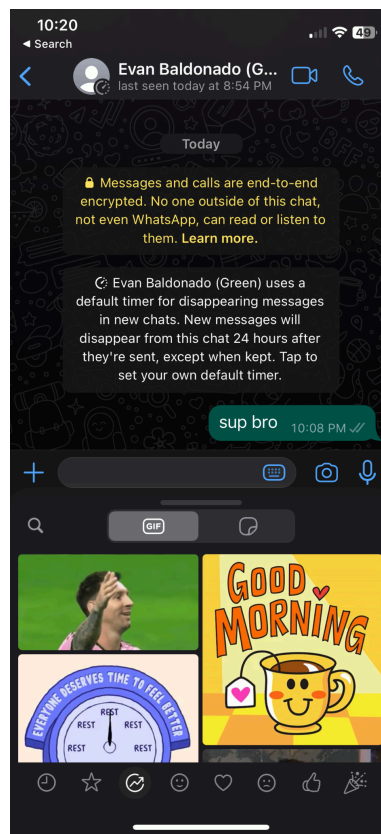 10:20
49
◀ Search
Evan Baldonado (G...
last seen today at 8:54 PM
Today
Messages and calls are end-to-end
encrypted. No one outside of this chat,
not even WhatsApp, can read or listen to
them. Learn more.
Evan Baldonado (Green) uses a
default timer for disappearing messages
in new chats. New messages will
disappear from this chat 24 hours after
they're sent, except when kept. Tap to
set your own default timer.
sup bro
10:08 PM
GIF
GOOD
MORNING
EVERYONE DESERVES TIME TO FEEL BETTER
REST
REST
REST
REST
REST